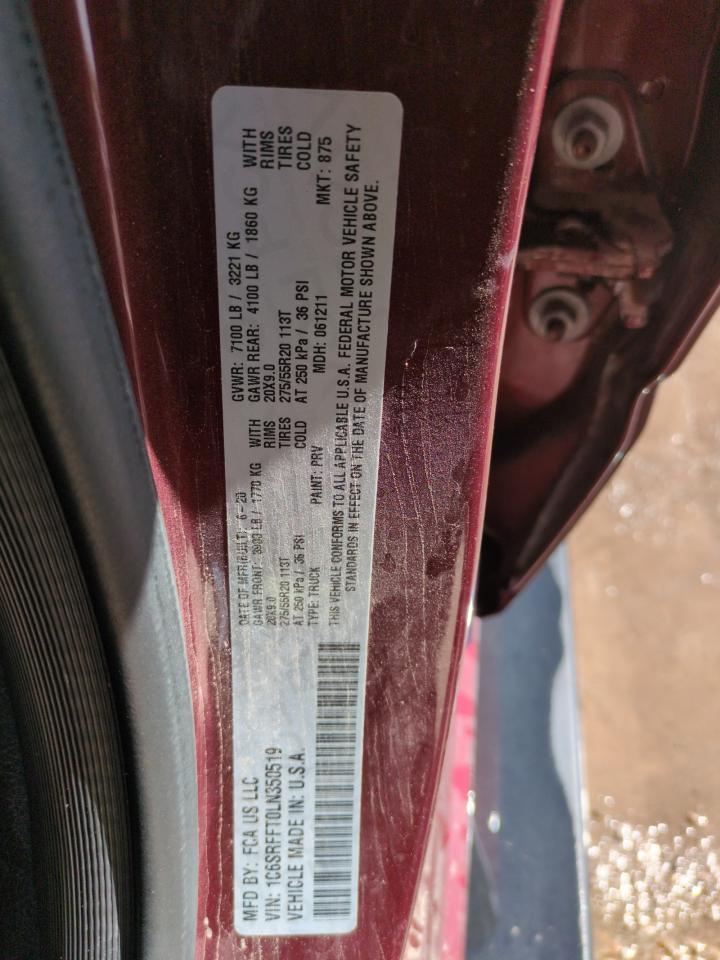 MFD BY: FCA US LLC
VIN: 1C6SRFFT0LN350519
VEHICLE MADE IN: U.S.A.
DATE OF MFR(BUILT): 6-20 GVWR: 7100 LB / 3221 KG
GAWR FRONT: 3900 LB / 1770 KG WITH GAWR REAR: 4100 LB / 1860 KG WITH
20X9.0 RIMS 20X9.0 RIMS
275/55R20 113T TIRES 275/55R20 113T TIRES
AT 250 kPa / 36 PSI COLD AT 250 kPa / 36 PSI COLD
TYPE: TRUCK PAINT: PRV MDH: 061211 MKT: 875
THIS VEHICLE CONFORMS TO ALL APPLICABLE U.S.A. FEDERAL MOTOR VEHICLE SAFETY
STANDARDS IN EFFECT ON THE DATE OF MANUFACTURE SHOWN ABOVE.